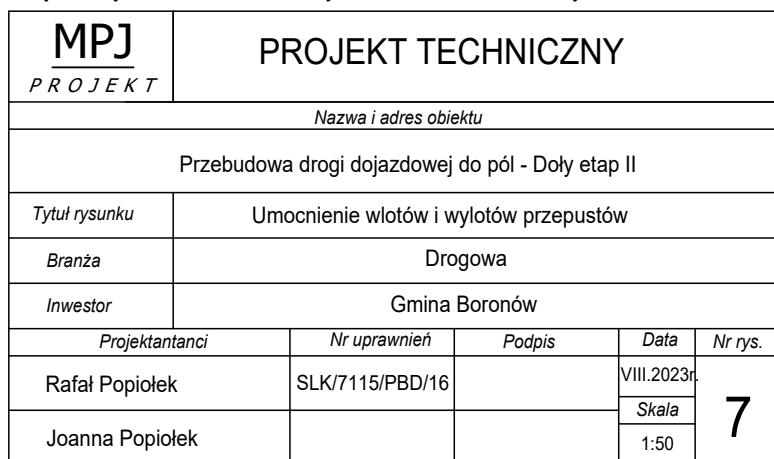 MPJ
PROJEKT
PROJEKT TECHNICZNY
Nazwa i adres obiektu
Przebudowa drogi dojazdowej do pól - Doły etap II
Tytuł rysunku
Umocnienie wlotów i wylotów przepustów
Branża
Drogowa
Inwestor
Gmina Boronów
Projektantanci
Nr uprawnień
Podpis
Data
Nr rys.
Rafał Popiołek
SLK/7115/PBD/16
VIII.2023r.
Skala
7
Joanna Popiołek
1:50